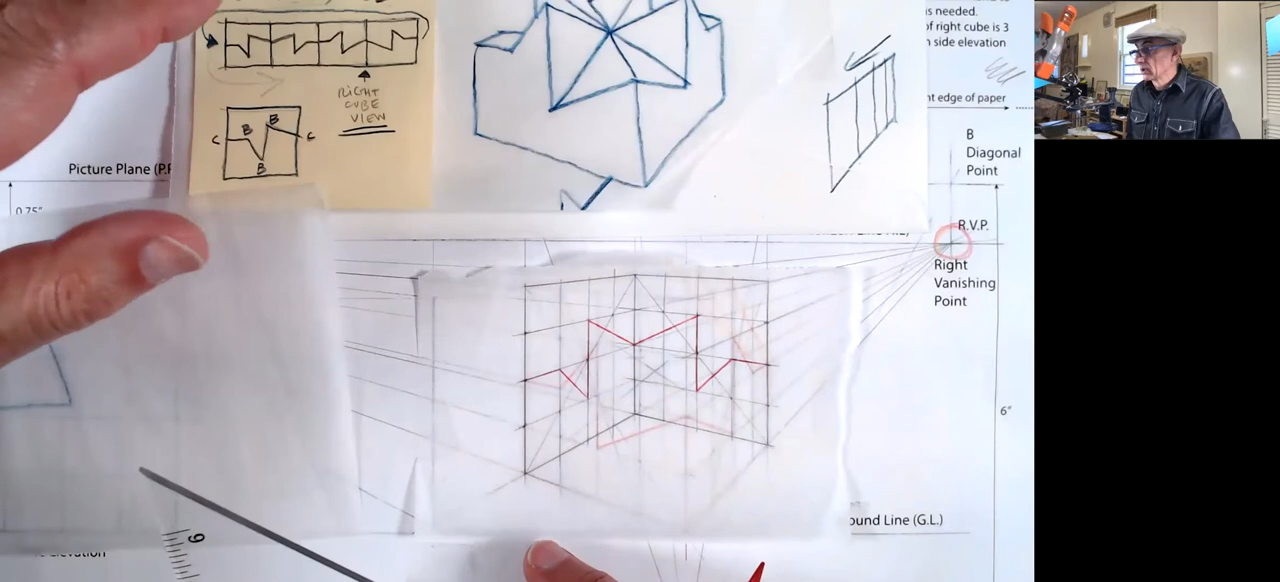 is needed.
of right cube is 3
side elevation
RIGHT
CUBE
VIEW
B
B
C
C
B
ht edge of paper
B
Diagonal
Point
Picture Plane (P.P
0.75"
R.V.P.
Right
Vanishing
Point
6"
ound Line (G.L.)
9